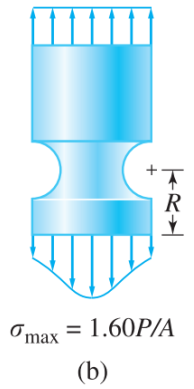 +
R
σmax = 1.60P/A
(b)